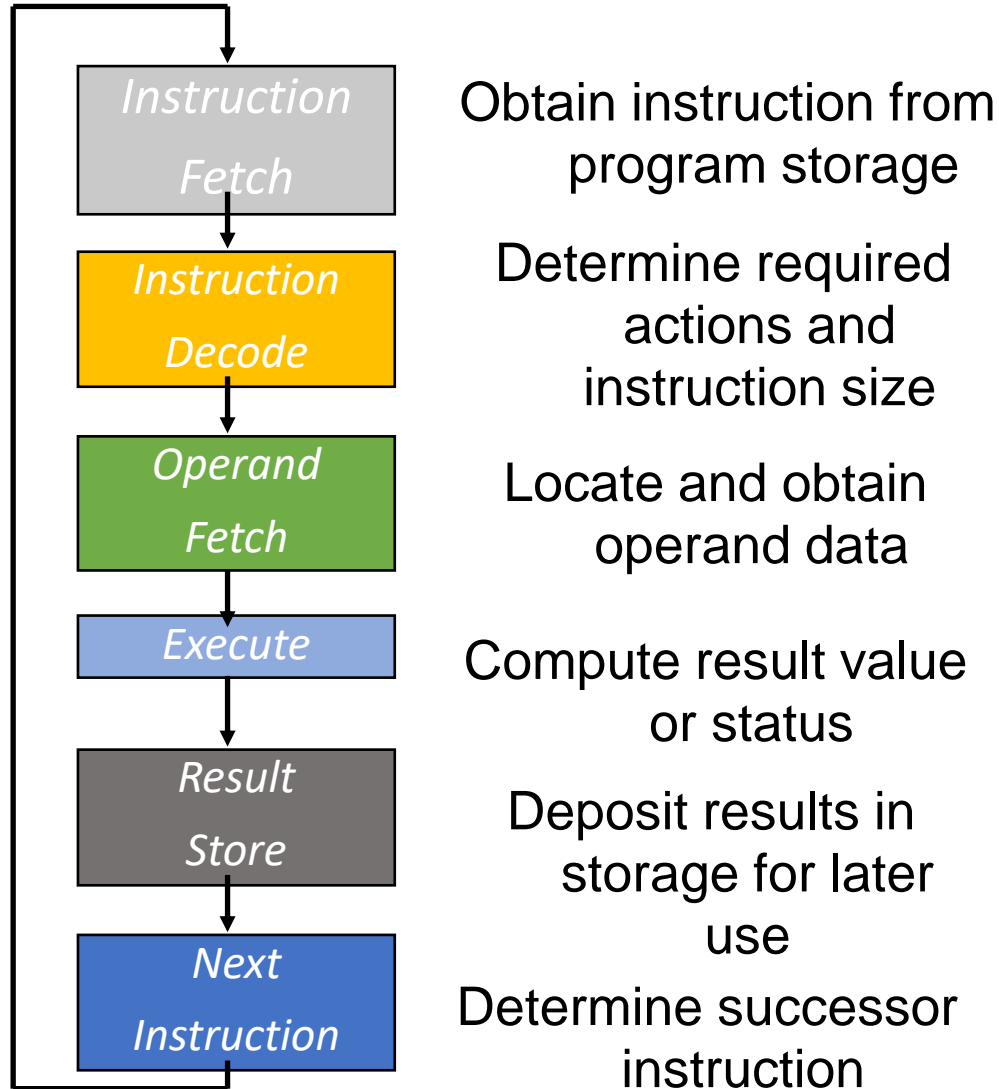 Instruction
Fetch
Obtain instruction from
program storage
Instruction
Decode
Determine required
actions and
instruction size
Operand
Fetch
Locate and obtain
operand data
Execute
Compute result value
or status
Result
Store
Deposit results in
storage for later
use
Next
Instruction
Determine successor
instruction